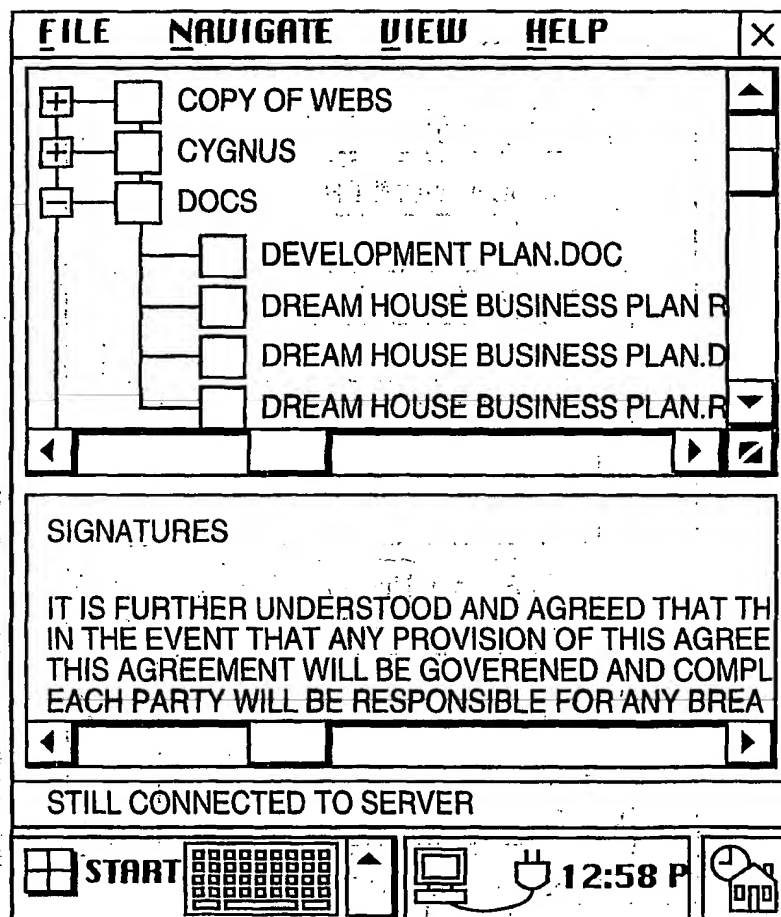 FILE NAVIGATE VIEW HELP
COPY OF WEBS
CYGNUS
DOCS
DEVELOPMENT PLAN.DOC
DREAM HOUSE BUSINESS PLAN R
DREAM HOUSE BUSINESS PLAN.D
DREAM HOUSE BUSINESS PLAN.R
SIGNATURES
IT IS FURTHER UNDERSTOOD AND AGREED THAT TH
IN THE EVENT THAT ANY PROVISION OF THIS AGREE
THIS AGREEMENT WILL BE GOVERENED AND COMPL
EACH PARTY WILL BE RESPONSIBLE FOR ANY BREA
STILL CONNECTED TO SERVER
START 12:58 P